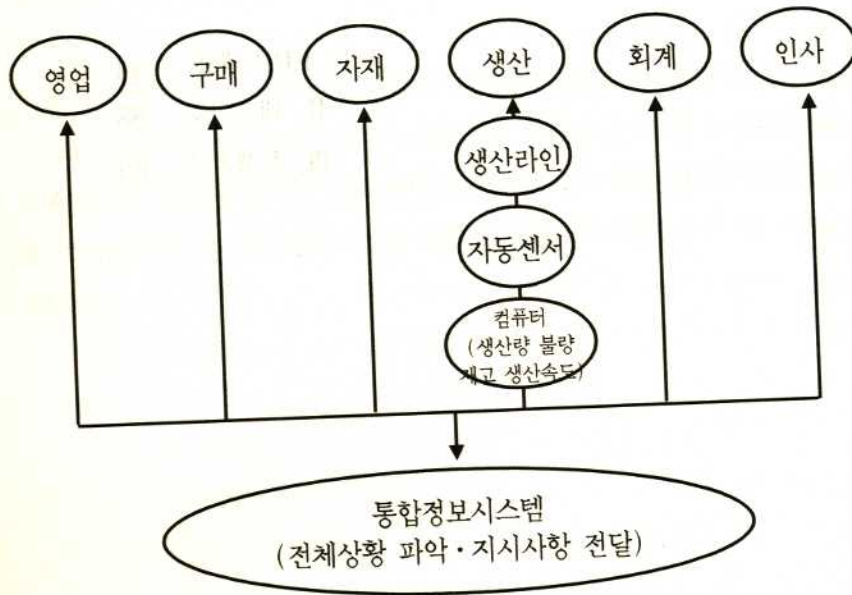 영업 구매 자재 생산 회계 인사
생산라인
자동센서
컴퓨터
(생산량 불량
재고 생산속도)
통합정보시스템
(전체상황 파악·지시사항 전달)